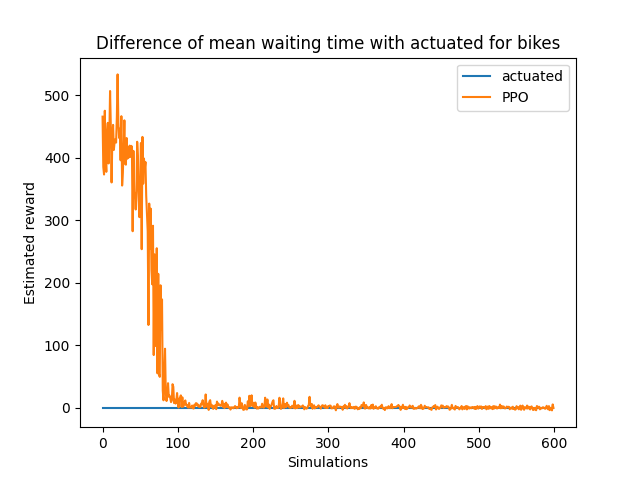 Difference of mean waiting time with actuated for bikes
actuated
PPO
Estimated reward
500
400
300
200
100
0
0 100 200 300 400 500 600
Simulations